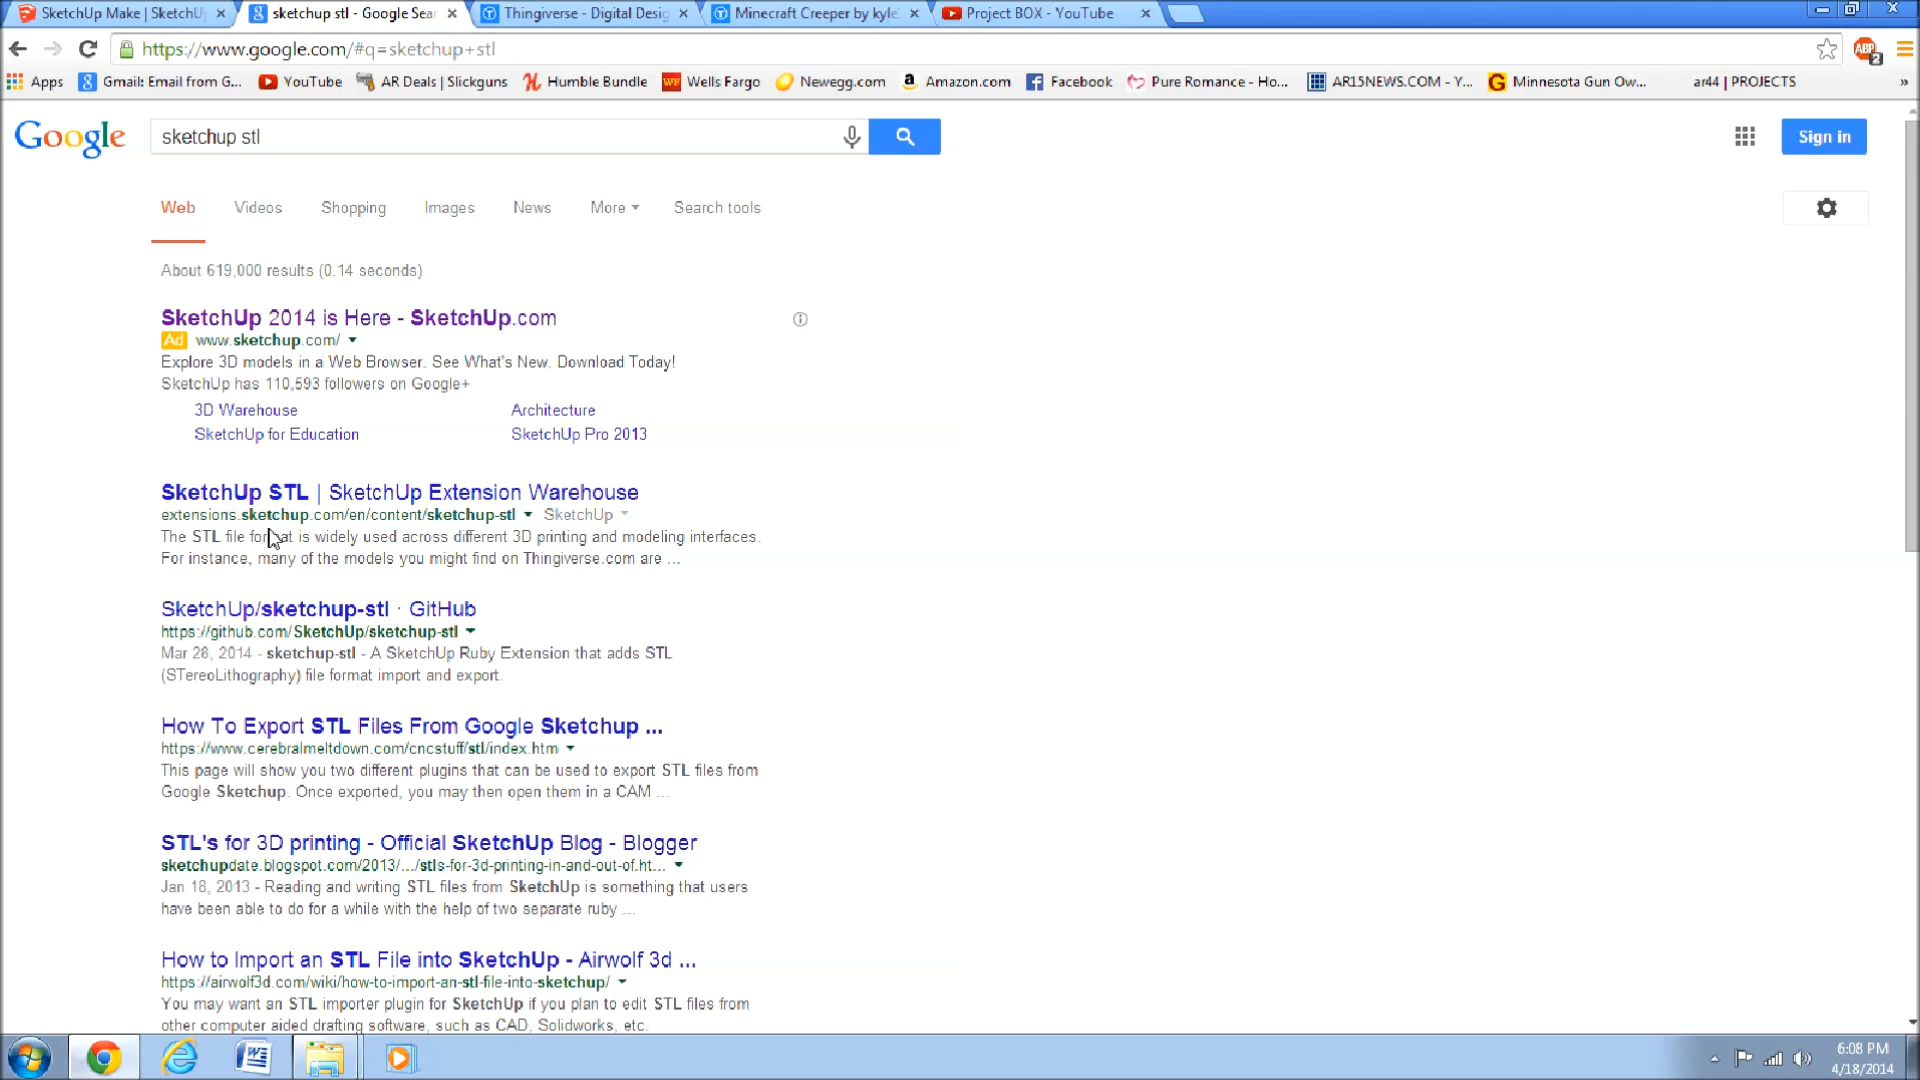 SketchUp Make | SketchU
sketchup stl - Google Sear
Thingiverse - Digital Desig
Minecraft Creeper by kyle
Project BOX - YouTube
https://www.google.com/#q=sketchup+stl
ABP
2
Apps
Gmail: Email from G...
YouTube
AR Deals | Slickguns
Humble Bundle
WF
Wells Fargo
Newegg.com
Amazon.com
Facebook
Pure Romance - Ho...
AR15NEWS.COM - Y...
Minnesota Gun Ow...
ar44 | PROJECTS
»
Google
sketchup stl
Sign in
Web
Videos
Shopping
Images
News
More
Search tools
About 619,000 results (0.14 seconds)
SketchUp 2014 is Here - SketchUp.com
Ad www.sketchup.com/
Explore 3D models in a Web Browser. See What's New. Download Today!
SketchUp has 110,593 followers on Google+
3D Warehouse
Architecture
SketchUp for Education
SketchUp Pro 2013
SketchUp STL | SketchUp Extension Warehouse
extensions.sketchup.com/en/content/sketchup-stl
SketchUp
The STL file format is widely used across different 3D printing and modeling interfaces.
For instance, many of the models you might find on Thingiverse.com are ...
SketchUp/sketchup-stl · GitHub
https://github.com/SketchUp/sketchup-stl
Mar 28, 2014 - sketchup-stl - A SketchUp Ruby Extension that adds STL
(STereoLithography) file format import and export.
How To Export STL Files From Google Sketchup ...
https://www.cerebralmeltdown.com/cncstuff/stl/index.htm
This page will show you two different plugins that can be used to export STL files from
Google Sketchup. Once exported, you may then open them in a CAM ...
STL's for 3D printing - Official SketchUp Blog - Blogger
sketchupdate.blogspot.com/2013/.../stls-for-3d-printing-in-and-out-of.ht...
Jan 18, 2013 - Reading and writing STL files from SketchUp is something that users
have been able to do for a while with the help of two separate ruby ...
How to Import an STL File into SketchUp - Airwolf 3d ...
https://airwolf3d.com/wiki/how-to-import-an-stl-file-into-sketchup/
You may want an STL importer plugin for SketchUp if you plan to edit STL files from
other computer aided drafting software, such as CAD, Solidworks, etc.
6:08 PM
4/18/2014